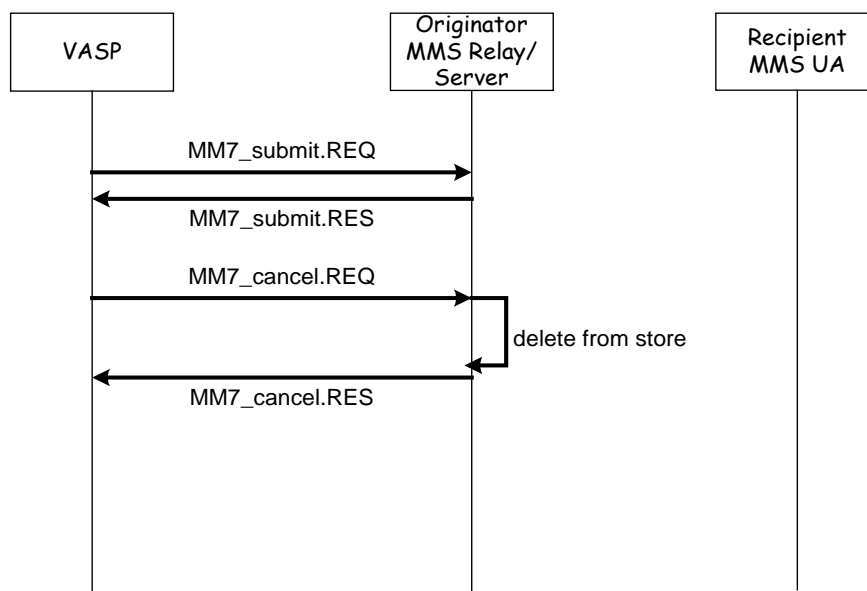 VASP
Originator
MMS Relay/
Server
Recipient
MMS UA
MM7_submit.REQ
MM7_submit.RES
MM7_cancel.REQ
delete from store
MM7_cancel.RES